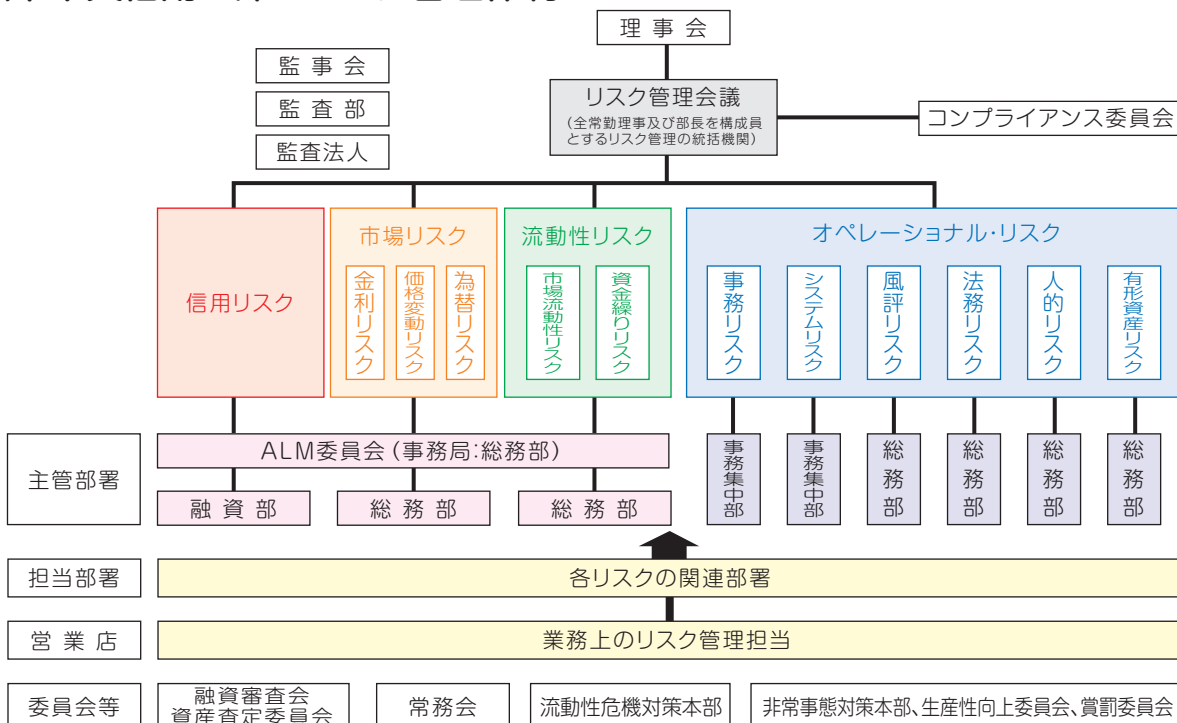 理事会
監事会
監査部
監査法人
リスク管理会議
(全常勤理事及び部長を構成員
とするリスク管理の統括機関)
コンプライアンス委員会
信用リスク
市場リスク
金利リスク
価格変動リスク
為替リスク
流動性リスク
市場流動性リスク
資金繰りリスク
オペレーショナル・リスク
事務リスク
システムリスク
風評リスク
法務リスク
人的リスク
有形資産リスク
主管部署
ALM委員会(事務局:総務部)
融資部
総務部
総務部
事務集中部
事務集中部
総務部
総務部
総務部
総務部
担当部署
各リスクの関連部署
営業店
業務上のリスク管理担当
委員会等
融資審査会
資産査定委員会
常務会
流動性危機対策本部
非常事態対策本部、生産性向上委員会、賞罰委員会